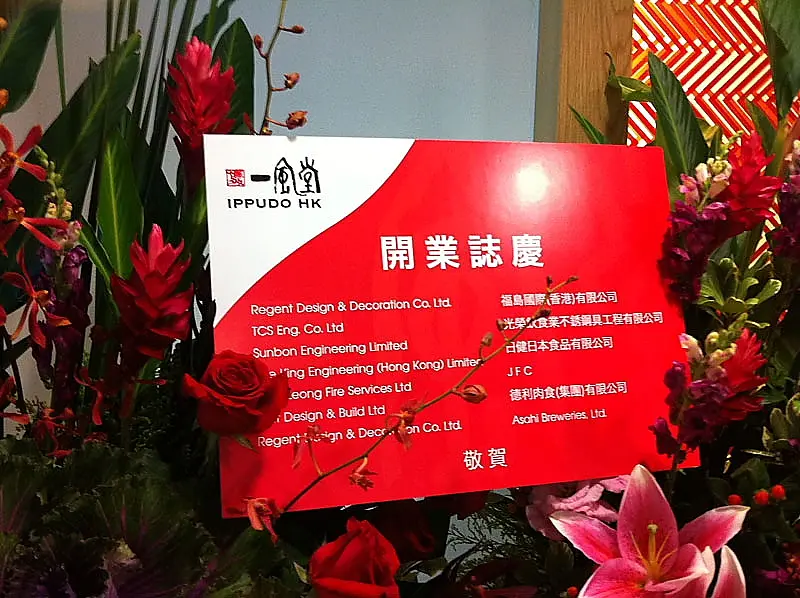 一風堂
IPPUDO HK
開業誌慶
Regent Design & Decoration Co. Ltd.
TCS Eng. Co. Ltd
Sunbon Engineering Limited
King Engineering (Hong Kong) Limited
Leong Fire Services Ltd
Design & Build Ltd
Regent Design & Decoration Co. Ltd.
福島國際(香港)有限公司
光榮飲食業不銹鋼具工程有限公司
日健日本食品有限公司
J F C
德利肉食(集團)有限公司
Asahi Breweries, Ltd.
敬賀